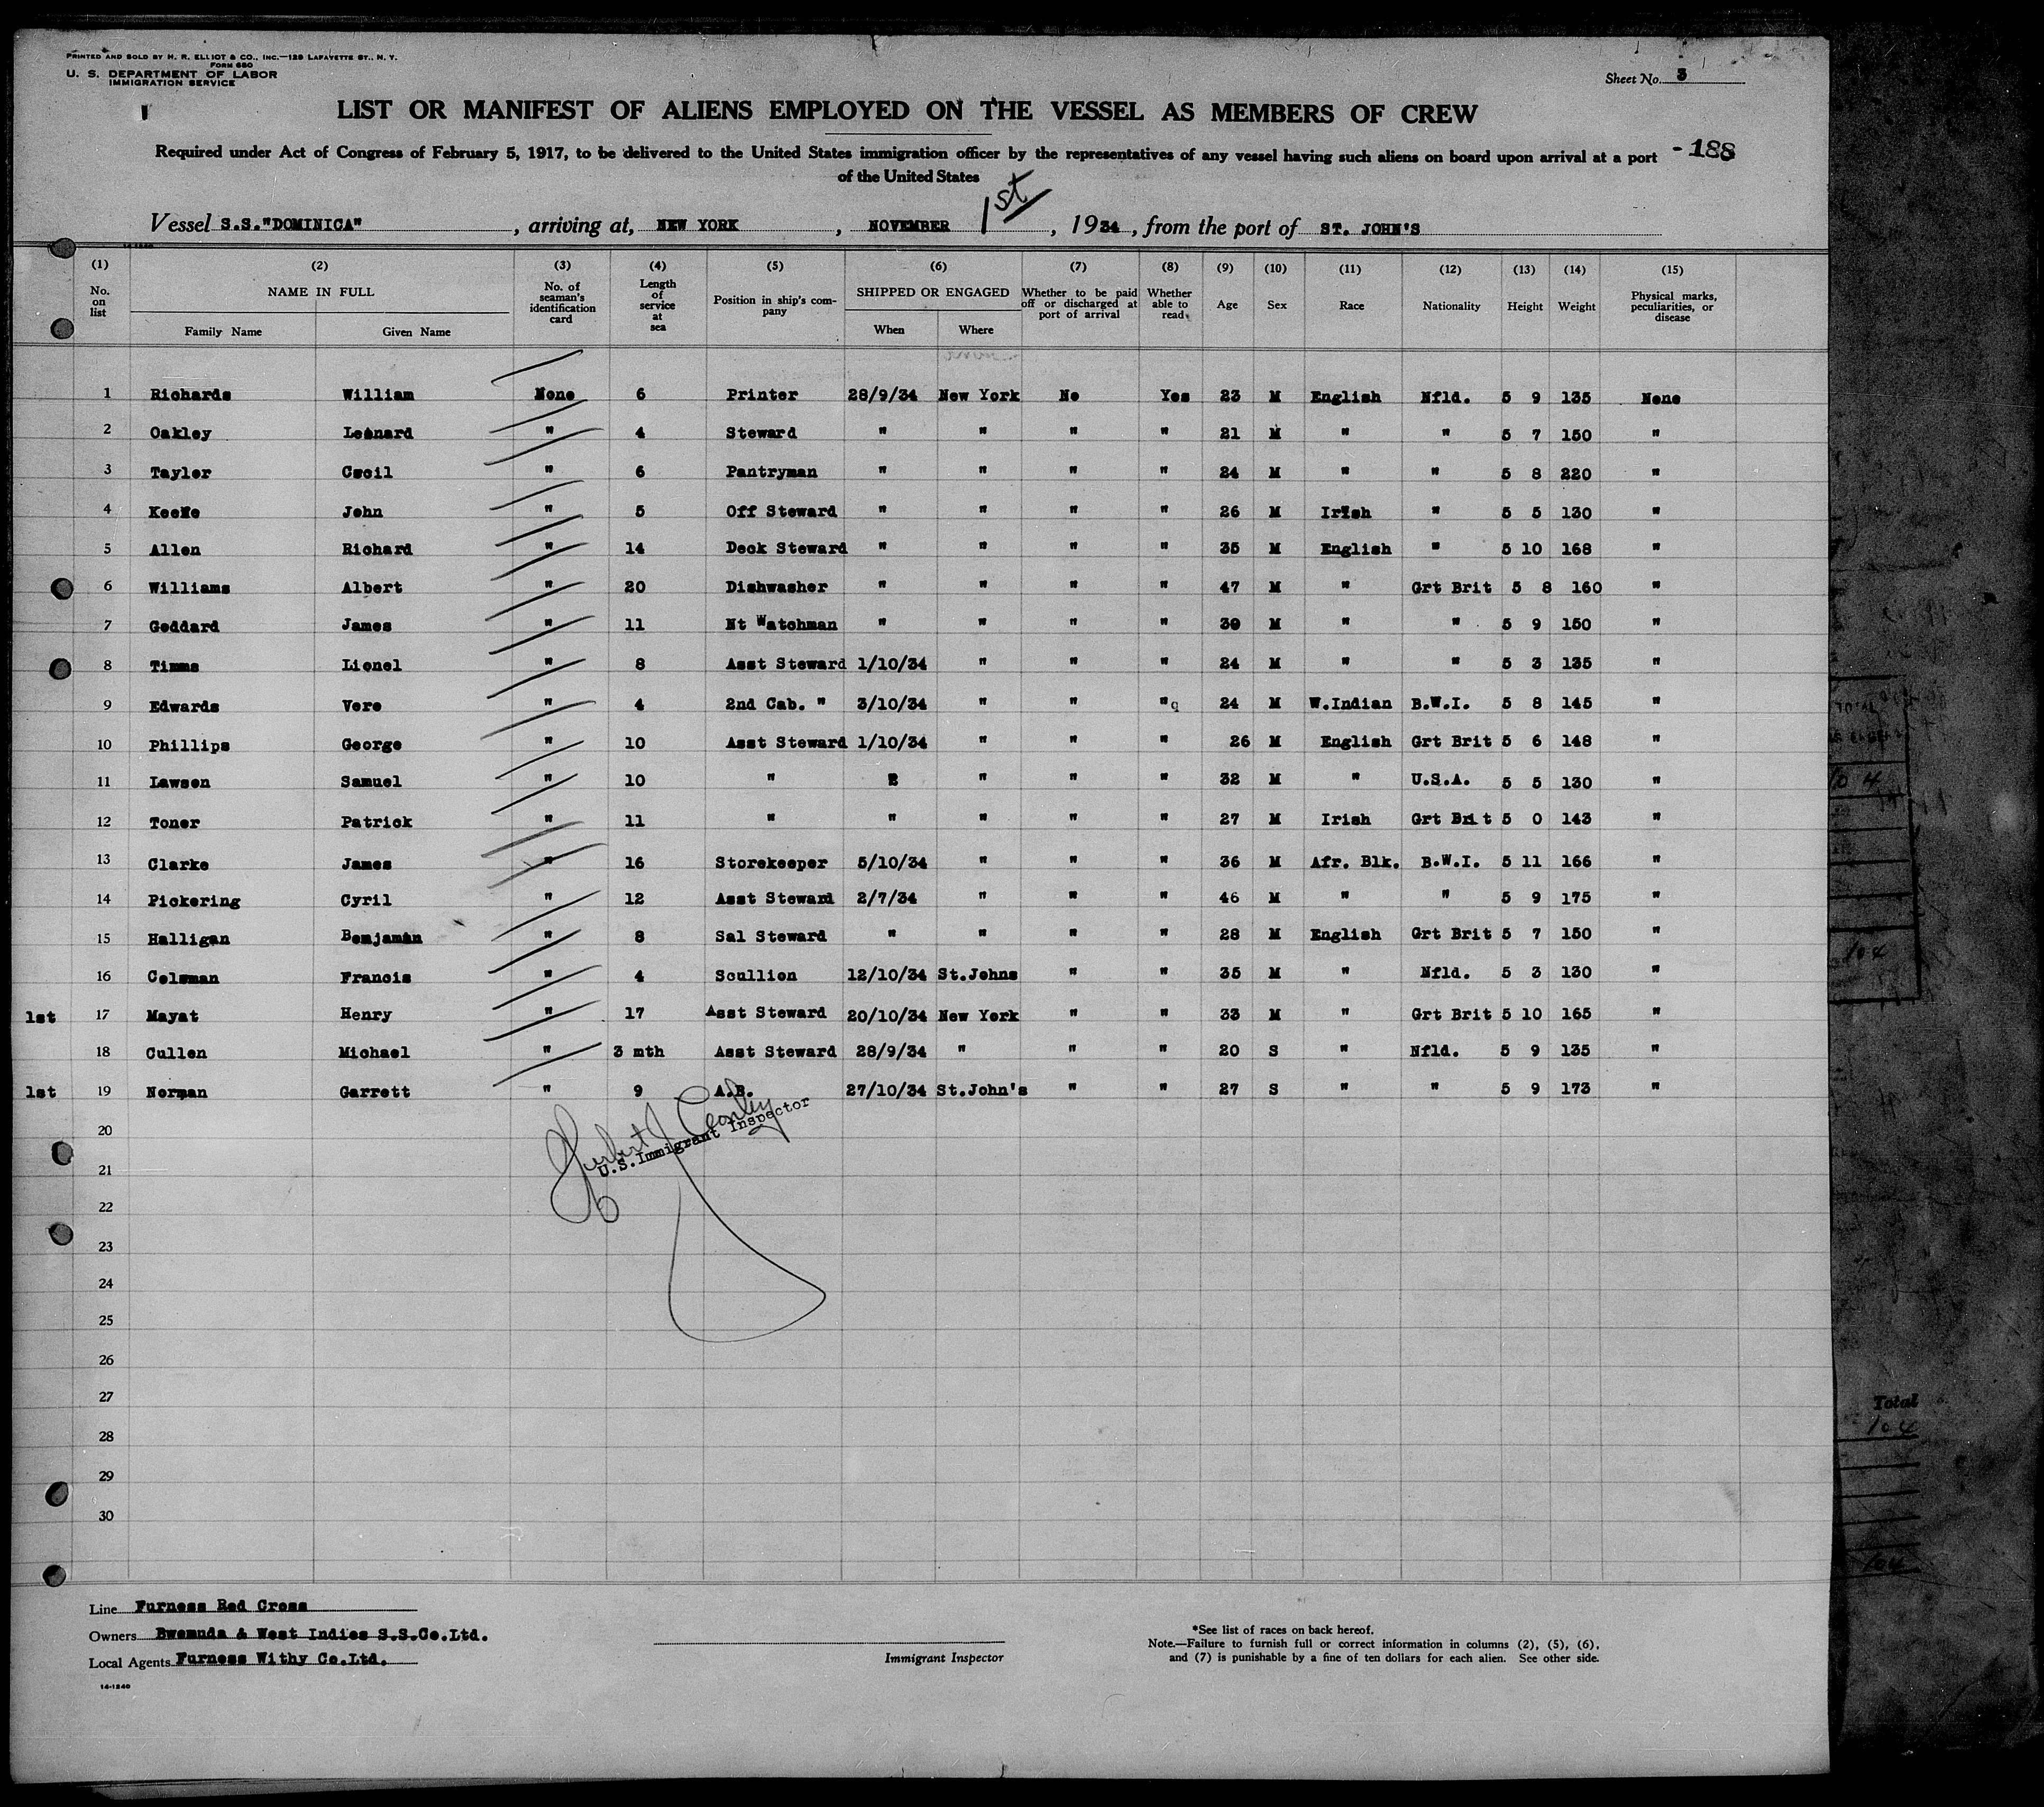 PRINTED AND SOLD BY H. R. ELLIOT & CO., INC.—129 LAFAYETTE ST., N. Y.
FORM 680
U. S. DEPARTMENT OF LABOR
IMMIGRATION SERVICE
Sheet No. 3
LIST OR MANIFEST OF ALIENS EMPLOYED ON THE VESSEL AS MEMBERS OF CREW
Required under Act of Congress of February 5, 1917, to be delivered to the United States immigration officer by the representatives of any vessel having such aliens on board upon arrival at a port
of the United States
- 188
Vessel S.S."DOMINICA", arriving at, NEW YORK, NOVEMBER 1st, 1934, from the port of ST. JOHN'S
14-1240
(1) (2) (3) (4) (5) (6) (7) (8) (9) (10) (11) (12) (13) (14) (15)
No. on list NAME IN FULL No. of seaman's identification card Length of service at sea Position in ship's company SHIPPED OR ENGAGED Whether to be paid off or discharged at port of arrival Whether able to read Age Sex Race Nationality Height Weight Physical marks, peculiarities, or disease
Family Name Given Name When Where
1 Richards William None 6 Printer 28/9/34 New York No Yes 23 M English Nfld. 5 9 135 None
2 Oakley Leonard " 4 Steward " " " " 21 M " " 5 7 150 "
3 Tayler Cecil " 6 Pantryman " " " " 24 M " " 5 8 220 "
4 Keefe John " 5 Off Steward " " " " 26 M Irish " 5 5 130 "
5 Allen Richard " 14 Deck Steward " " " " 35 M English " 5 10 168 "
6 Williams Albert " 20 Dishwasher " " " " 47 M " Grt Brit 5 8 160 "
7 Goddard James " 11 Nt Watchman " " " " 39 M " " 5 9 150 "
8 Timms Lionel " 8 Asst Steward 1/10/34 " " " 24 M " " 5 3 135 "
9 Edwards Vere " 4 2nd Cab. " 3/10/34 " " "q 24 M W.Indian B.W.I. 5 8 145 "
10 Phillips George " 10 Asst Steward 1/10/34 " " " 26 M English Grt Brit 5 6 148 "
11 Lawson Samuel " 10 " " " " 32 M " U.S.A. 5 5 130 "
12 Toner Patrick " 11 " " " " " 27 M Irish Grt Brit 5 0 143 "
13 Clarke James " 16 Storekeeper 5/10/34 " " " 36 M Afr. Blk. B.W.I. 5 11 166 "
14 Pickering Cyril " 12 Asst Steward 2/7/34 " " " 46 M " " 5 9 175 "
15 Halligan Benjamin " 8 Sal Steward " " " " 28 M English Grt Brit 5 7 150 "
16 Colsman Francis " 4 Scullion 12/10/34 St.Johns " " 35 M " Nfld. 5 3 130 "
1st 17 Mayat Henry " 17 Asst Steward 20/10/34 New York " " 33 M " Grt Brit 5 10 165 "
18 Cullen Michael " 3 mth Asst Steward 28/9/34 " " " 20 S " Nfld. 5 9 135 "
1st 19 Norman Garrett " 9 A.B. 27/10/34 St.John's " " 27 S " " 5 9 173 "
20
U.S.Immigrant Inspector
21
22
23
24
25
26
27
28
29
30
Total
104
104
Line Furness Red Cross
Owners Bwemuda & West Indies S.S.Co.Ltd.
Local Agents Furness Withy Co.Ltd.
14-1240
Immigrant Inspector
*See list of races on back hereof.
Note.—Failure to furnish full or correct information in columns (2), (5), (6),
and (7) is punishable by a fine of ten dollars for each alien. See other side.